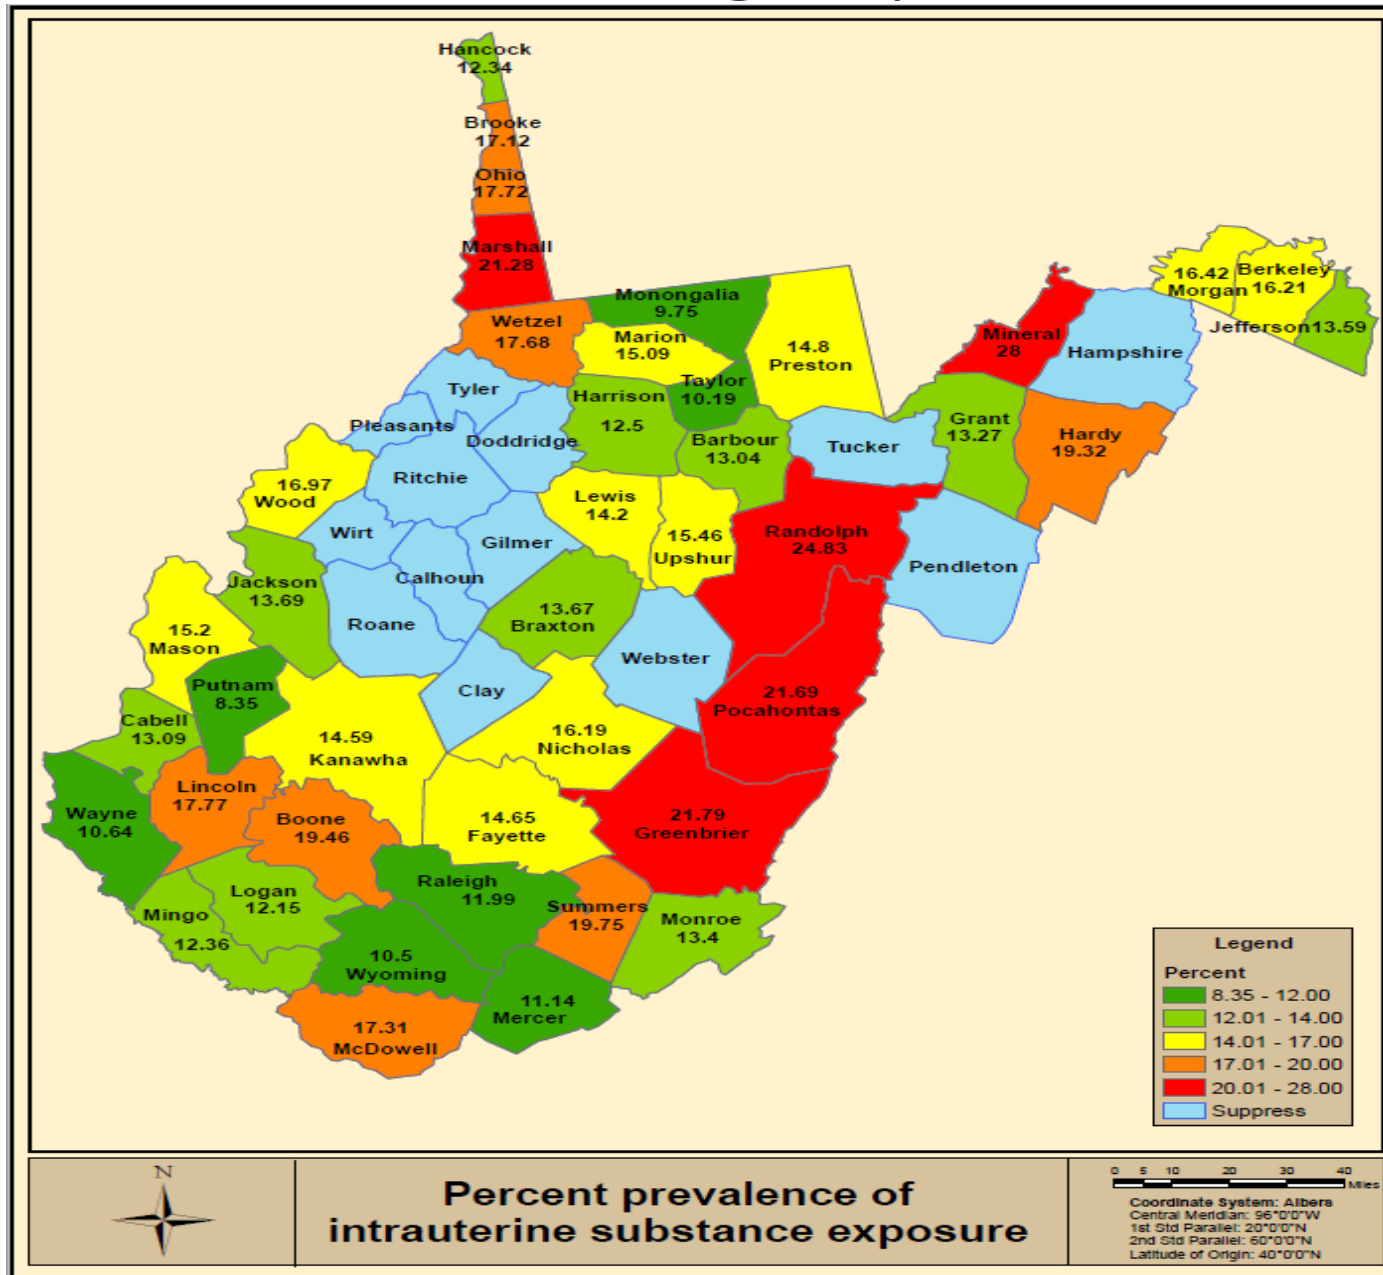 Hancock
12.34
Brooke
17.12
Ohio
17.72
Marshall
21.28
Wetzel
17.68
Monongalia
9.75
Marion
15.09
14.8
Preston
Taylor
10.19
16.42
Morgan
Berkeley
16.21
Jefferson 13.59
Mineral
28
Hampshire
Tyler
Pleasants
Doddridge
Harrison
12.5
Barbour
13.04
Tucker
Grant
13.27
Hardy
19.32
16.97
Wood
Ritchie
Wirt
Gilmer
Lewis
14.2
15.46
Upshur
Randolph
24.83
Pendleton
Jackson
13.69
Calhoun
Roane
13.67
Braxton
15.2
Mason
Webster
Putnam
8.35
Clay
21.69
Pocahontas
Cabell
13.09
14.59
Kanawha
16.19
Nicholas
Wayne
10.64
Lincoln
17.77
Boone
19.46
14.65
Fayette
21.79
Greenbrier
Logan
12.15
Raleigh
11.99
Summers
19.75
Monroe
13.4
Mingo
12.36
10.5
Wyoming
11.14
Mercer
17.31
McDowell
Legend
Percent
8.35 - 12.00
12.01 - 14.00
14.01 - 17.00
17.01 - 20.00
20.01 - 28.00
Suppress
N
Percent prevalence of
intrauterine substance exposure
0 5 10 20 30 40
Miles
Coordinate System: Albers
Central Meridian: 96°0'0"W
1st Std Parallel: 20°0'0"N
2nd Std Parallel: 60°0'0"N
Latitude of Origin: 40°0'0"N